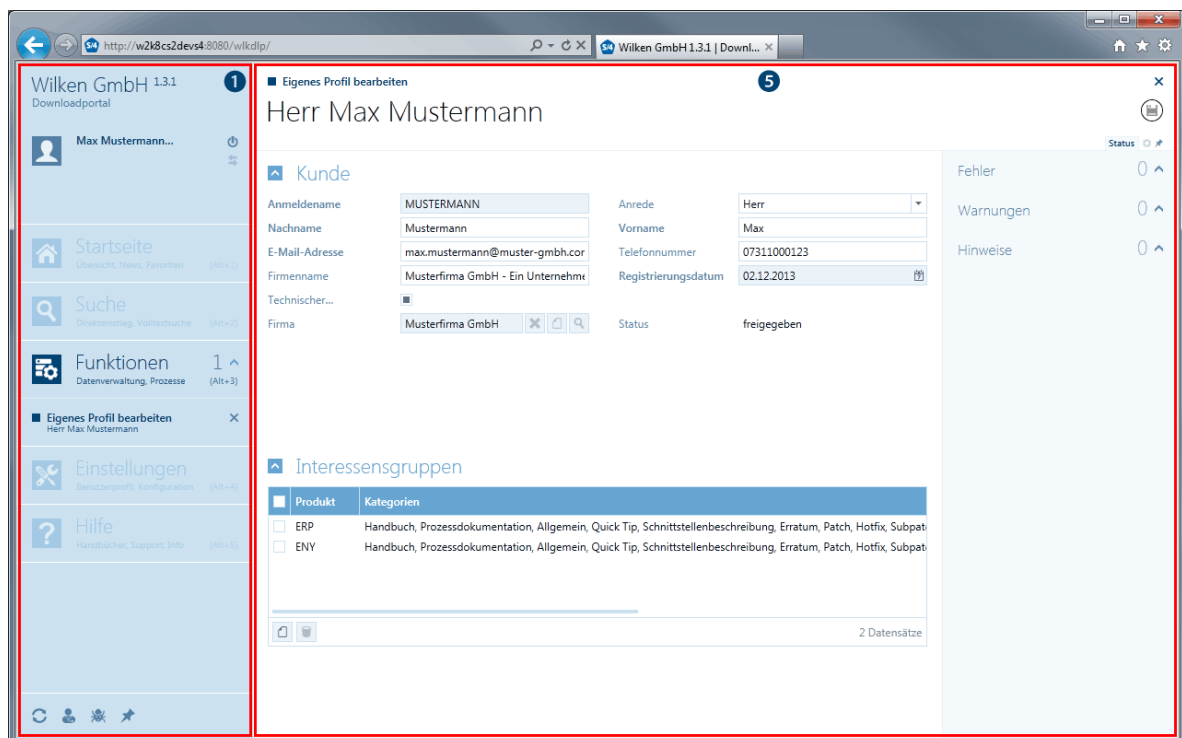 http://w2k8cs2devs4:8080/wlkdlp/
S4 Wilken GmbH 1.3.1 | Downl...
Wilken GmbH 1.3.1
1
Downloadportal
Max Mustermann...
Startseite
Übersicht, News, Favoriten (Alt+1)
Suche
Direkteinstieg, Volltextsuche (Alt+2)
Funktionen 1
Datenverwaltung, Prozesse (Alt+3)
Eigenes Profil bearbeiten
Herr Max Mustermann
Einstellungen
Benutzerprofil, Konfiguration (Alt+4)
Hilfe
Handbücher, Support, Info (Alt+5)
Eigenes Profil bearbeiten
5
Herr Max Mustermann
Status
Kunde
Anmeldename MUSTERMANN Anrede Herr
Nachname Mustermann Vorname Max
E-Mail-Adresse max.mustermann@muster-gmbh.com Telefonnummer 07311000123
Firmenname Musterfirma GmbH - Ein Unternehme Registrierungsdatum 02.12.2013
Technischer...
Firma Musterfirma GmbH Status freigegeben
Fehler 0
Warnungen 0
Hinweise 0
Interessensgruppen
Produkt Kategorien
ERP Handbuch, Prozessdokumentation, Allgemein, Quick Tip, Schnittstellenbeschreibung, Erratum, Patch, Hotfix, Subpat
ENY Handbuch, Prozessdokumentation, Allgemein, Quick Tip, Schnittstellenbeschreibung, Erratum, Patch, Hotfix, Subpat
2 Datensätze